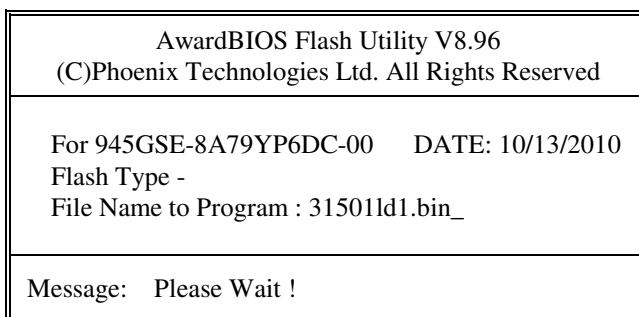 AwardBIOS Flash Utility V8.96
(C)Phoenix Technologies Ltd. All Rights Reserved
For 945GSE-8A79YP6DC-00 DATE: 10/13/2010
Flash Type -
File Name to Program : 31501ld1.bin_
Message: Please Wait !